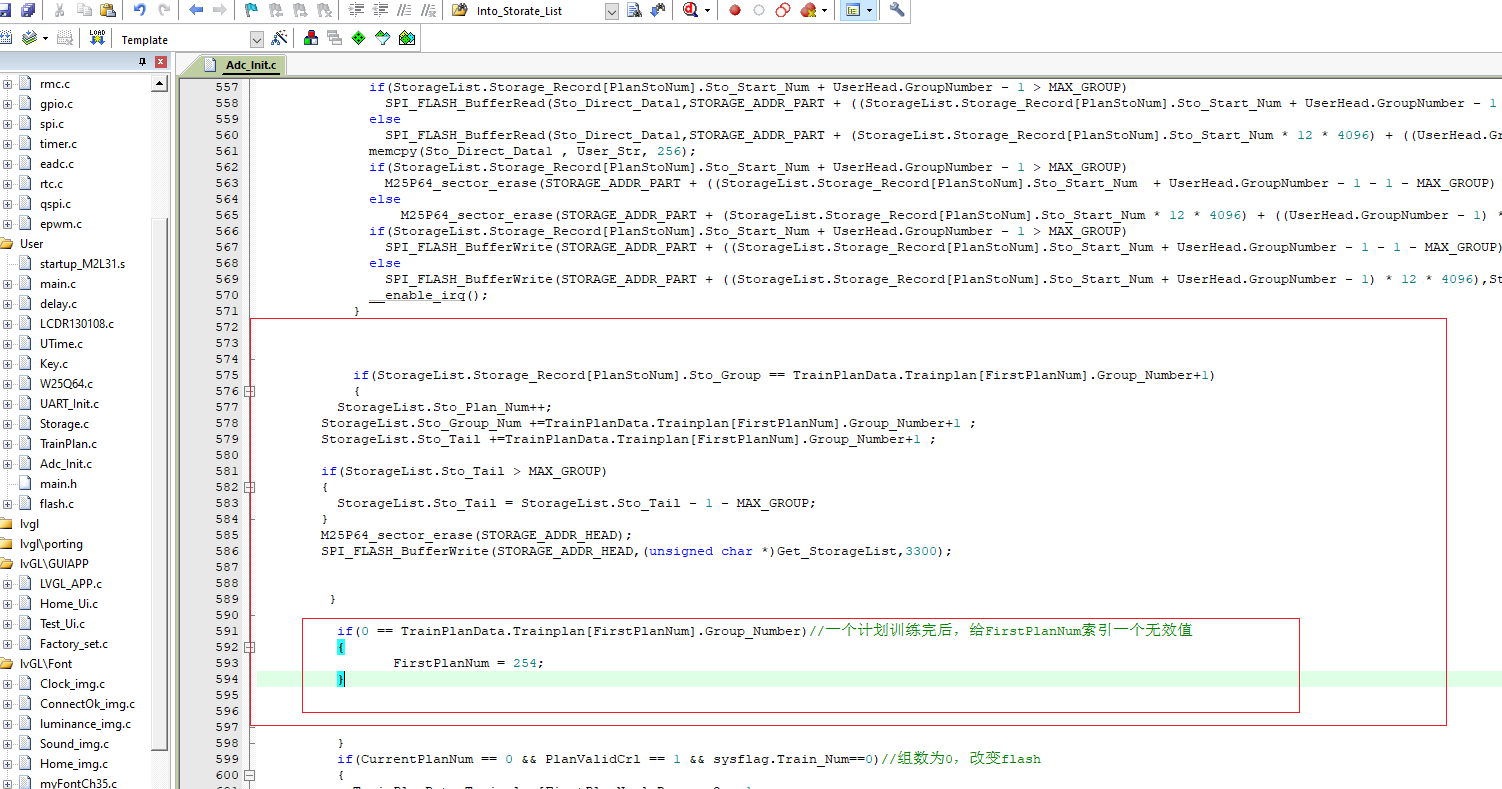 Into_Storate_List
Template
Adc_Init.c
rmc.c
gpio.c
spi.c
timer.c
eadc.c
rtc.c
qspi.c
epwm.c
User
startup_M2L31.s
main.c
delay.c
LCDR130108.c
UTime.c
Key.c
W25Q64.c
UART_Init.c
Storage.c
TrainPlan.c
Adc_Init.c
main.h
flash.c
lvgl
lvgl\porting
lvGL\GUIAPP
LVGL_APP.c
Home_Ui.c
Test_Ui.c
Factory_set.c
lvGL\Font
Clock_img.c
ConnectOk_img.c
luminance_img.c
Sound_img.c
Home_img.c
myFontCh35.c
557 if(StorageList.Storage_Record[PlanStoNum].Sto_Start_Num + UserHead.GroupNumber - 1 > MAX_GROUP)
558 SPI_FLASH_BufferRead(Sto_Direct_Data1,STORAGE_ADDR_PART + ((StorageList.Storage_Record[PlanStoNum].Sto_Start_Num + UserHead.GroupNumber - 1
559 else
560 SPI_FLASH_BufferRead(Sto_Direct_Data1,STORAGE_ADDR_PART + (StorageList.Storage_Record[PlanStoNum].Sto_Start_Num * 12 * 4096) + ((UserHead.Gr
561 memcpy(Sto_Direct_Data1 , User_Str, 256);
562 if(StorageList.Storage_Record[PlanStoNum].Sto_Start_Num + UserHead.GroupNumber - 1 > MAX_GROUP)
563 M25P64_sector_erase(STORAGE_ADDR_PART + ((StorageList.Storage_Record[PlanStoNum].Sto_Start_Num + UserHead.GroupNumber - 1 - 1 - MAX_GROUP)
564 else
565 M25P64_sector_erase(STORAGE_ADDR_PART + (StorageList.Storage_Record[PlanStoNum].Sto_Start_Num * 12 * 4096) + ((UserHead.GroupNumber - 1) *
566 if(StorageList.Storage_Record[PlanStoNum].Sto_Start_Num + UserHead.GroupNumber - 1 > MAX_GROUP)
567 SPI_FLASH_BufferWrite(STORAGE_ADDR_PART + ((StorageList.Storage_Record[PlanStoNum].Sto_Start_Num + UserHead.GroupNumber - 1 - 1 - MAX_GROUP)
568 else
569 SPI_FLASH_BufferWrite(STORAGE_ADDR_PART + ((StorageList.Storage_Record[PlanStoNum].Sto_Start_Num + UserHead.GroupNumber - 1) * 12 * 4096),St
570 __enable_irq();
571 }
572
573
574
575 if(StorageList.Storage_Record[PlanStoNum].Sto_Group == TrainPlanData.Trainplan[FirstPlanNum].Group_Number+1)
576 {
577 StorageList.Sto_Plan_Num++;
578 StorageList.Sto_Group_Num +=TrainPlanData.Trainplan[FirstPlanNum].Group_Number+1 ;
579 StorageList.Sto_Tail +=TrainPlanData.Trainplan[FirstPlanNum].Group_Number+1 ;
580
581 if(StorageList.Sto_Tail > MAX_GROUP)
582 {
583 StorageList.Sto_Tail = StorageList.Sto_Tail - 1 - MAX_GROUP;
584 }
585 M25P64_sector_erase(STORAGE_ADDR_HEAD);
586 SPI_FLASH_BufferWrite(STORAGE_ADDR_HEAD,(unsigned char *)Get_StorageList,3300);
587
588
589 }
590
591 if(0 == TrainPlanData.Trainplan[FirstPlanNum].Group_Number)//一个计划训练完后，给FirstPlanNum索引一个无效值
592 {
593 FirstPlanNum = 254;
594 }
595
596
597
598 }
599 if(CurrentPlanNum == 0 && PlanValidCrl == 1 && sysflag.Train_Num==0)//组数为0，改变flash
600 {